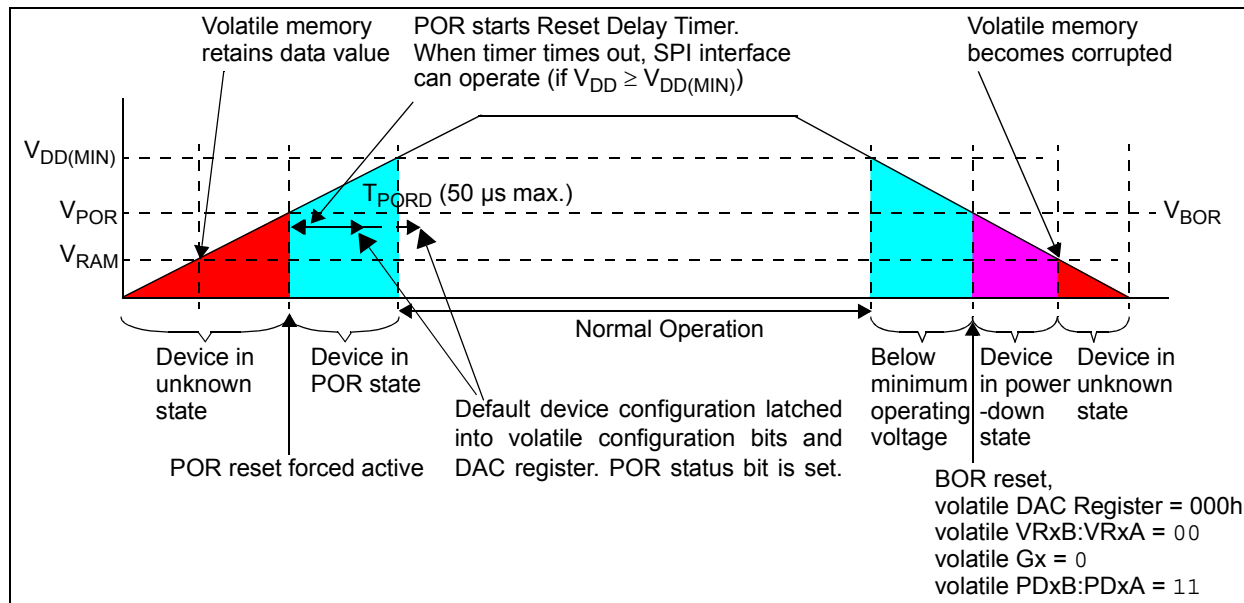 Volatile memory
retains data value
POR starts Reset Delay Timer.
When timer times out, SPI interface
can operate (if VDD ≥ VDD(MIN))
Volatile memory
becomes corrupted
VDD(MIN)
TPORD (50 µs max.)
VPOR
VBOR
VRAM
Normal Operation
Device in
unknown
state
Device in
POR state
Below
minimum
operating
voltage
Device
in power
-down
state
Device in
unknown
state
Default device configuration latched
into volatile configuration bits and
DAC register. POR status bit is set.
POR reset forced active
BOR reset,
volatile DAC Register = 000h
volatile VRxB:VRxA = 00
volatile Gx = 0
volatile PDxB:PDxA = 11